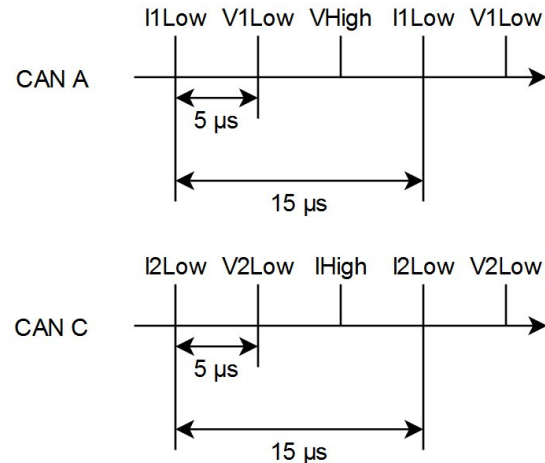 I1Low V1Low VHigh I1Low V1Low
CAN A
5 µs
15 µs
I2Low V2Low IHigh I2Low V2Low
CAN C
5 µs
15 µs